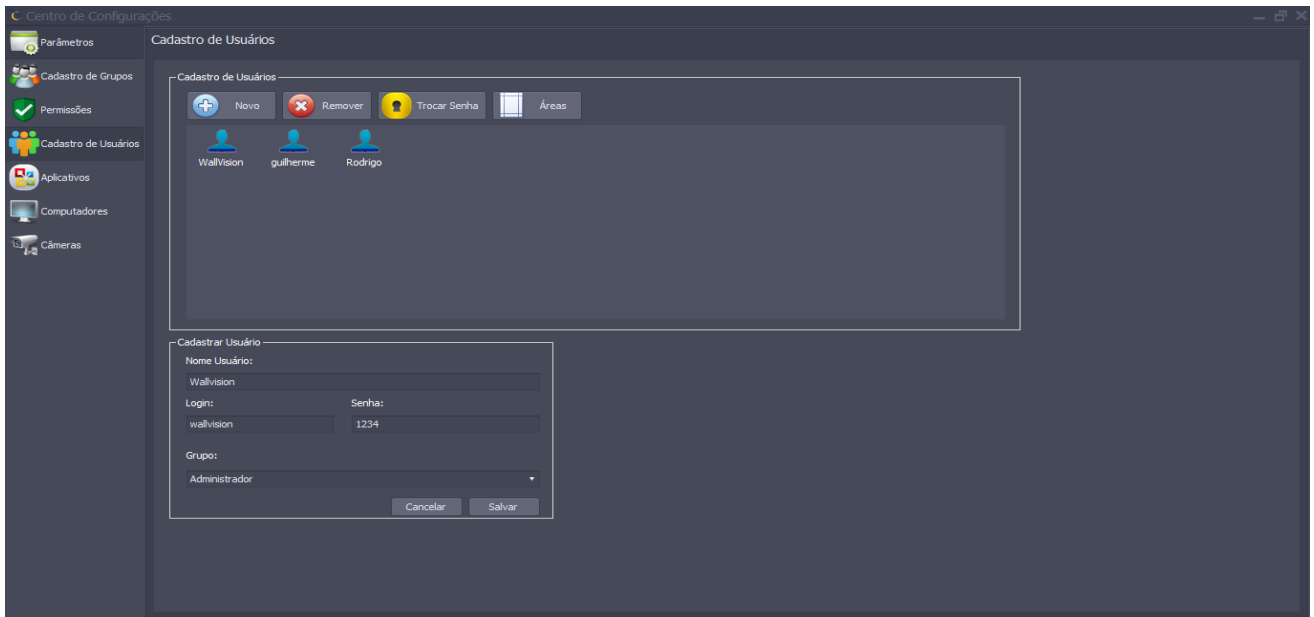 Centro de Configurações
Parâmetros
Cadastro de Grupos
Permissões
Cadastro de Usuários
Aplicativos
Computadores
Câmeras
Cadastro de Usuários
Cadastro de Usuários
Novo Remover Trocar Senha Áreas
WallVision guilherme Rodrigo
Cadastrar Usuário
Nome Usuário:
Wallvision
Login: Senha:
wallvision 1234
Grupo:
Administrador
Cancelar Salvar